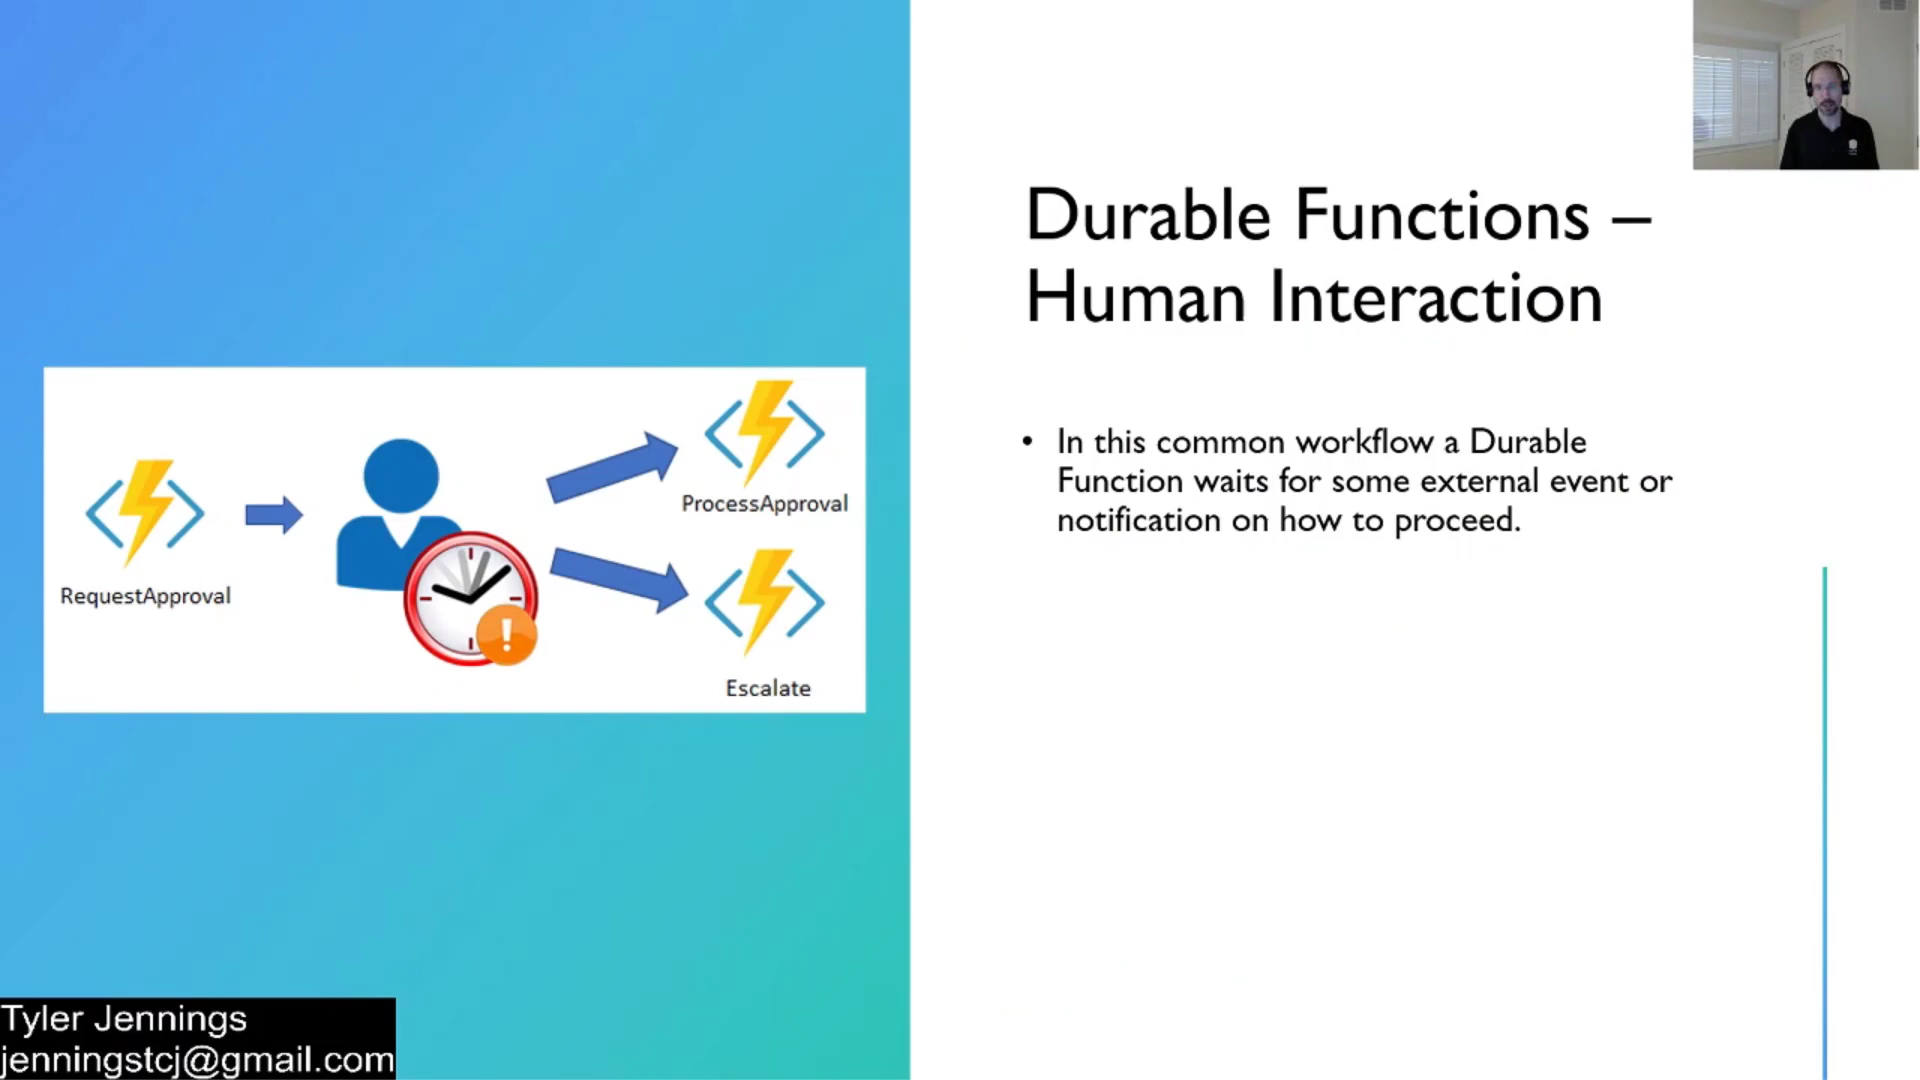 Durable Functions –
Human Interaction
• In this common workflow a Durable
Function waits for some external event or
notification on how to proceed.
RequestApproval
ProcessApproval
Escalate
!
Tyler Jennings
jenningstcj@gmail.com